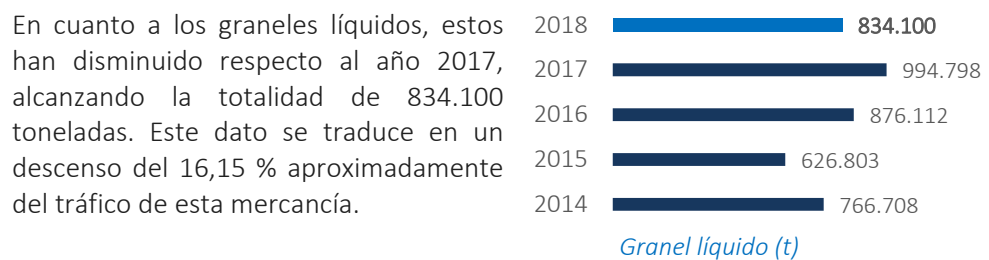 En cuanto a los graneles líquidos, estos
han disminuido respecto al año 2017,
alcanzando la totalidad de 834.100
toneladas. Este dato se traduce en un
descenso del 16,15 % aproximadamente
del tráfico de esta mercancía.
2018 834.100
2017 994.798
2016 876.112
2015 626.803
2014 766.708
Granel líquido (t)